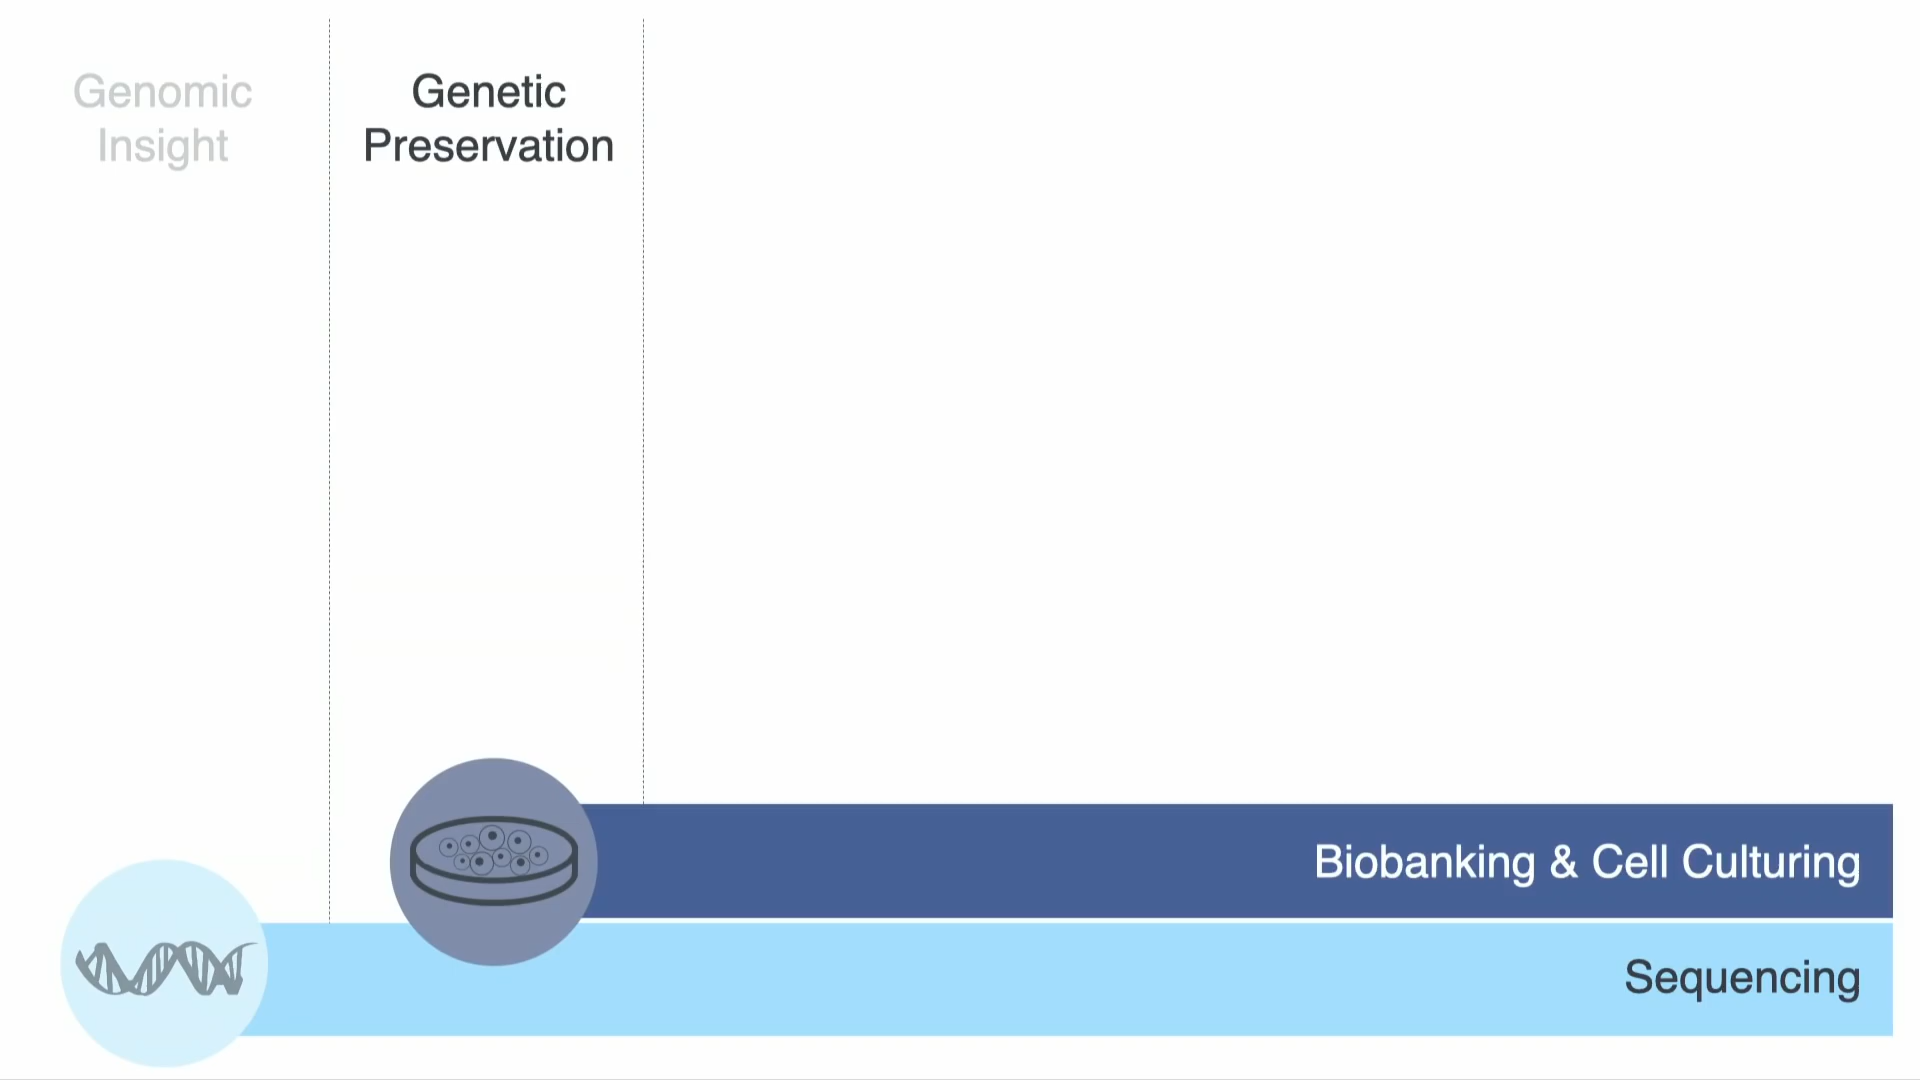 Genomic
Insight
Genetic
Preservation
Biobanking & Cell Culturing
Sequencing